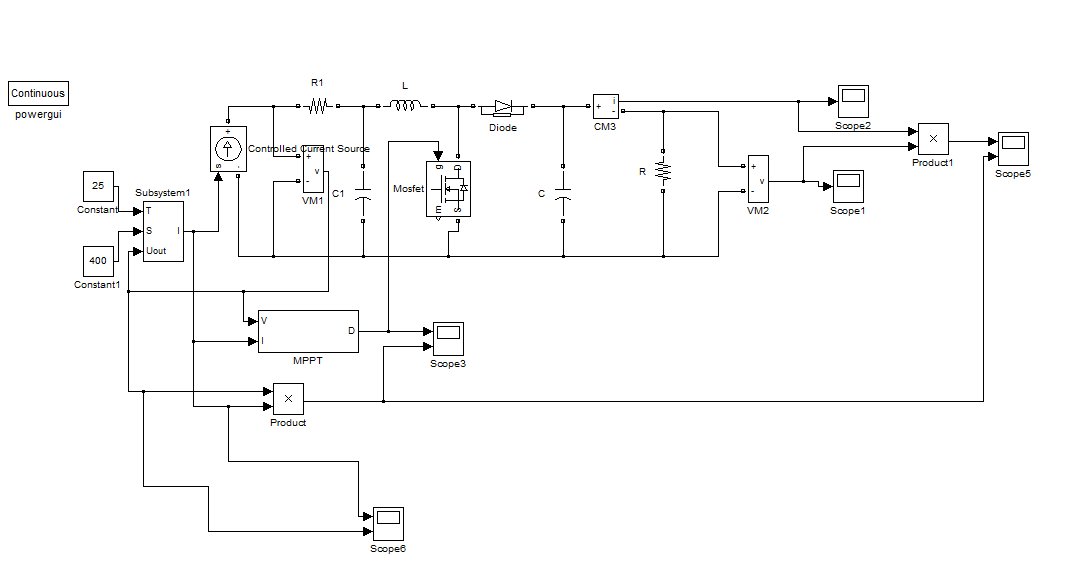 Continuous
powergui
R1
L
Diode
+
i
-
CM3
Scope2
×
Product1
Scope5
+
s
-
Controlled Current Source
+
v
-
VM1
C1
g
D
Mosfet
m
S
C
R
+
v
-
VM2
Scope1
25
Constant
400
Constant1
Subsystem1
T
S
Uout
I
V
I
D
MPPT
Scope3
×
Product
Scope6